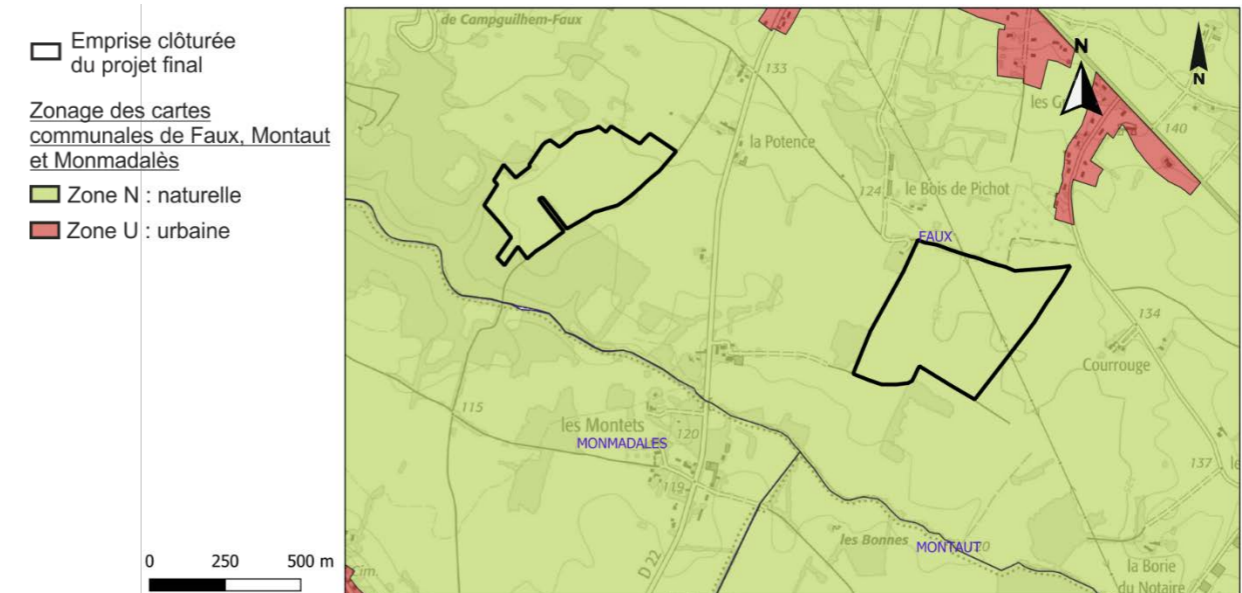 Emprise clôturée
du projet final
Zonage des cartes
communales de Faux, Montaut
et Monmadalès
Zone N : naturelle
Zone U : urbaine
0 250 500 m
de Campguilhem-Faux
133
N
N
les G
140
la Potence
124
le Bois de Pichot
FAUX
134
Courrouge
115
les Montets
120
MONMADALES
119
137
le
les Bonnes
MONTAUT
D 22
la Borie
du Notaire
Cim.